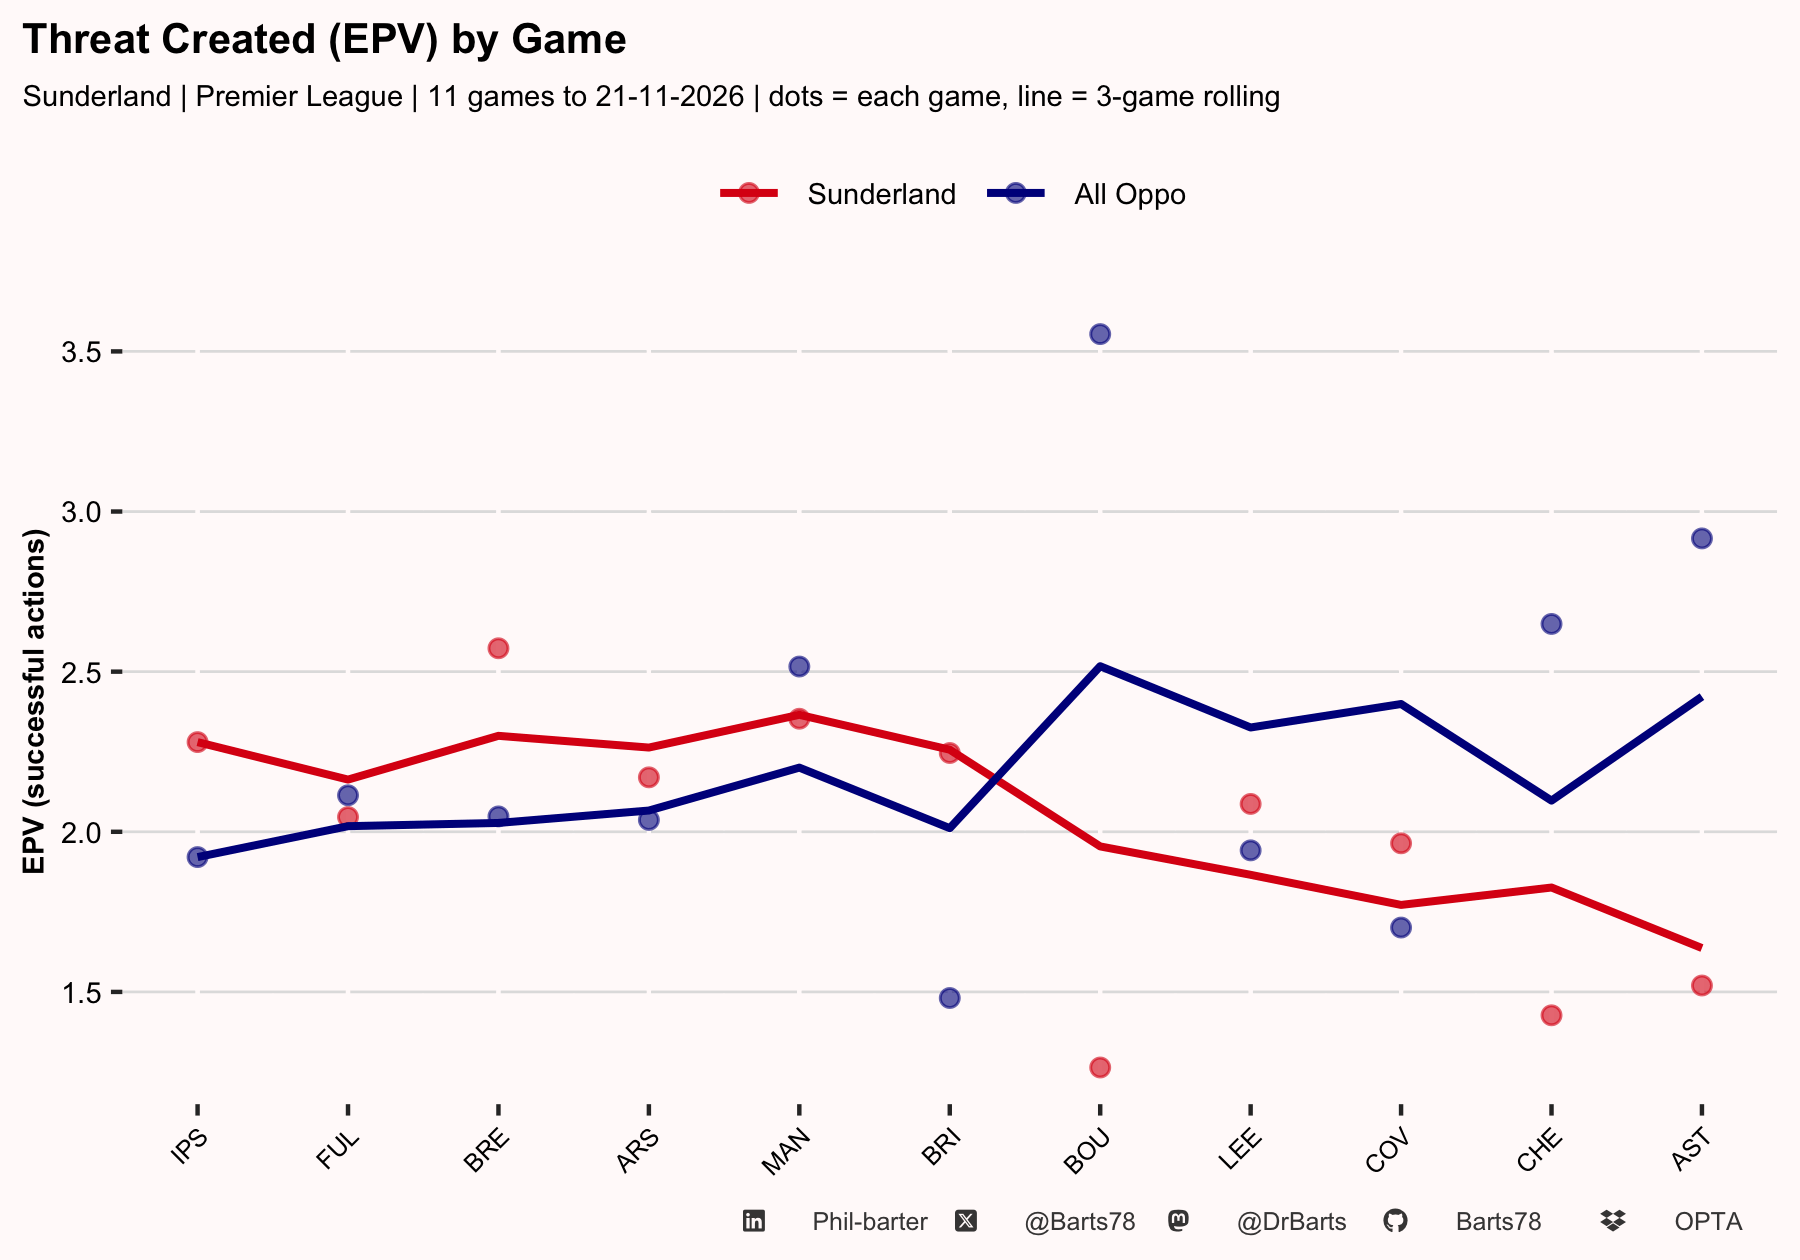 Threat Created (EPV) by Game
Sunderland | Premier League | 11 games to 21-11-2026 | dots = each game, line = 3-game rolling
Sunderland All Oppo
EPV (successful actions)
3.5
3.0
2.5
2.0
1.5
IPS FUL BRE ARS MAN BRI BOU LEE COV CHE AST
Phil-barter @Barts78 @DrBarts Barts78 OPTA